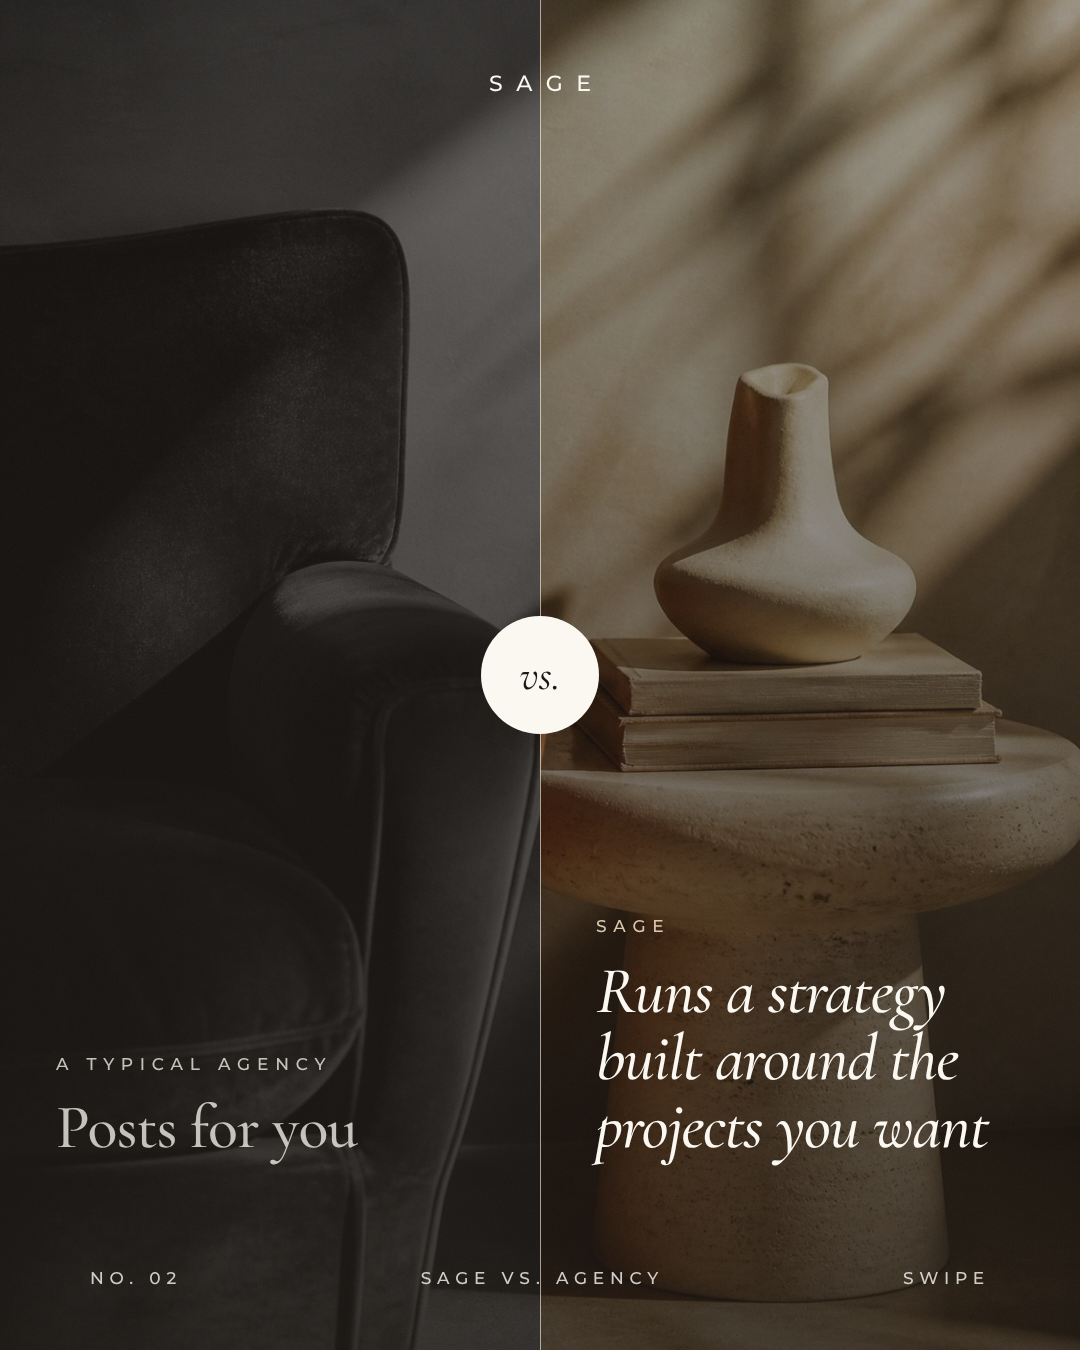 SAGE
vs.
A TYPICAL AGENCY
Posts for you
SAGE
Runs a strategy
built around the
projects you want
NO. 02
SAGE VS. AGENCY
SWIPE